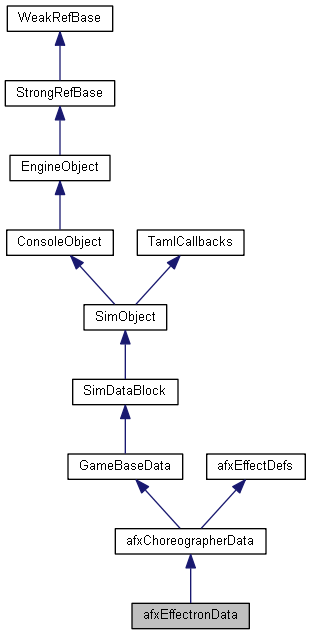 WeakRefBase
StrongRefBase
EngineObject
ConsoleObject
TamlCallbacks
SimObject
SimDataBlock
GameBaseData
afxEffectDefs
afxChoreographerData
afxEffectronData